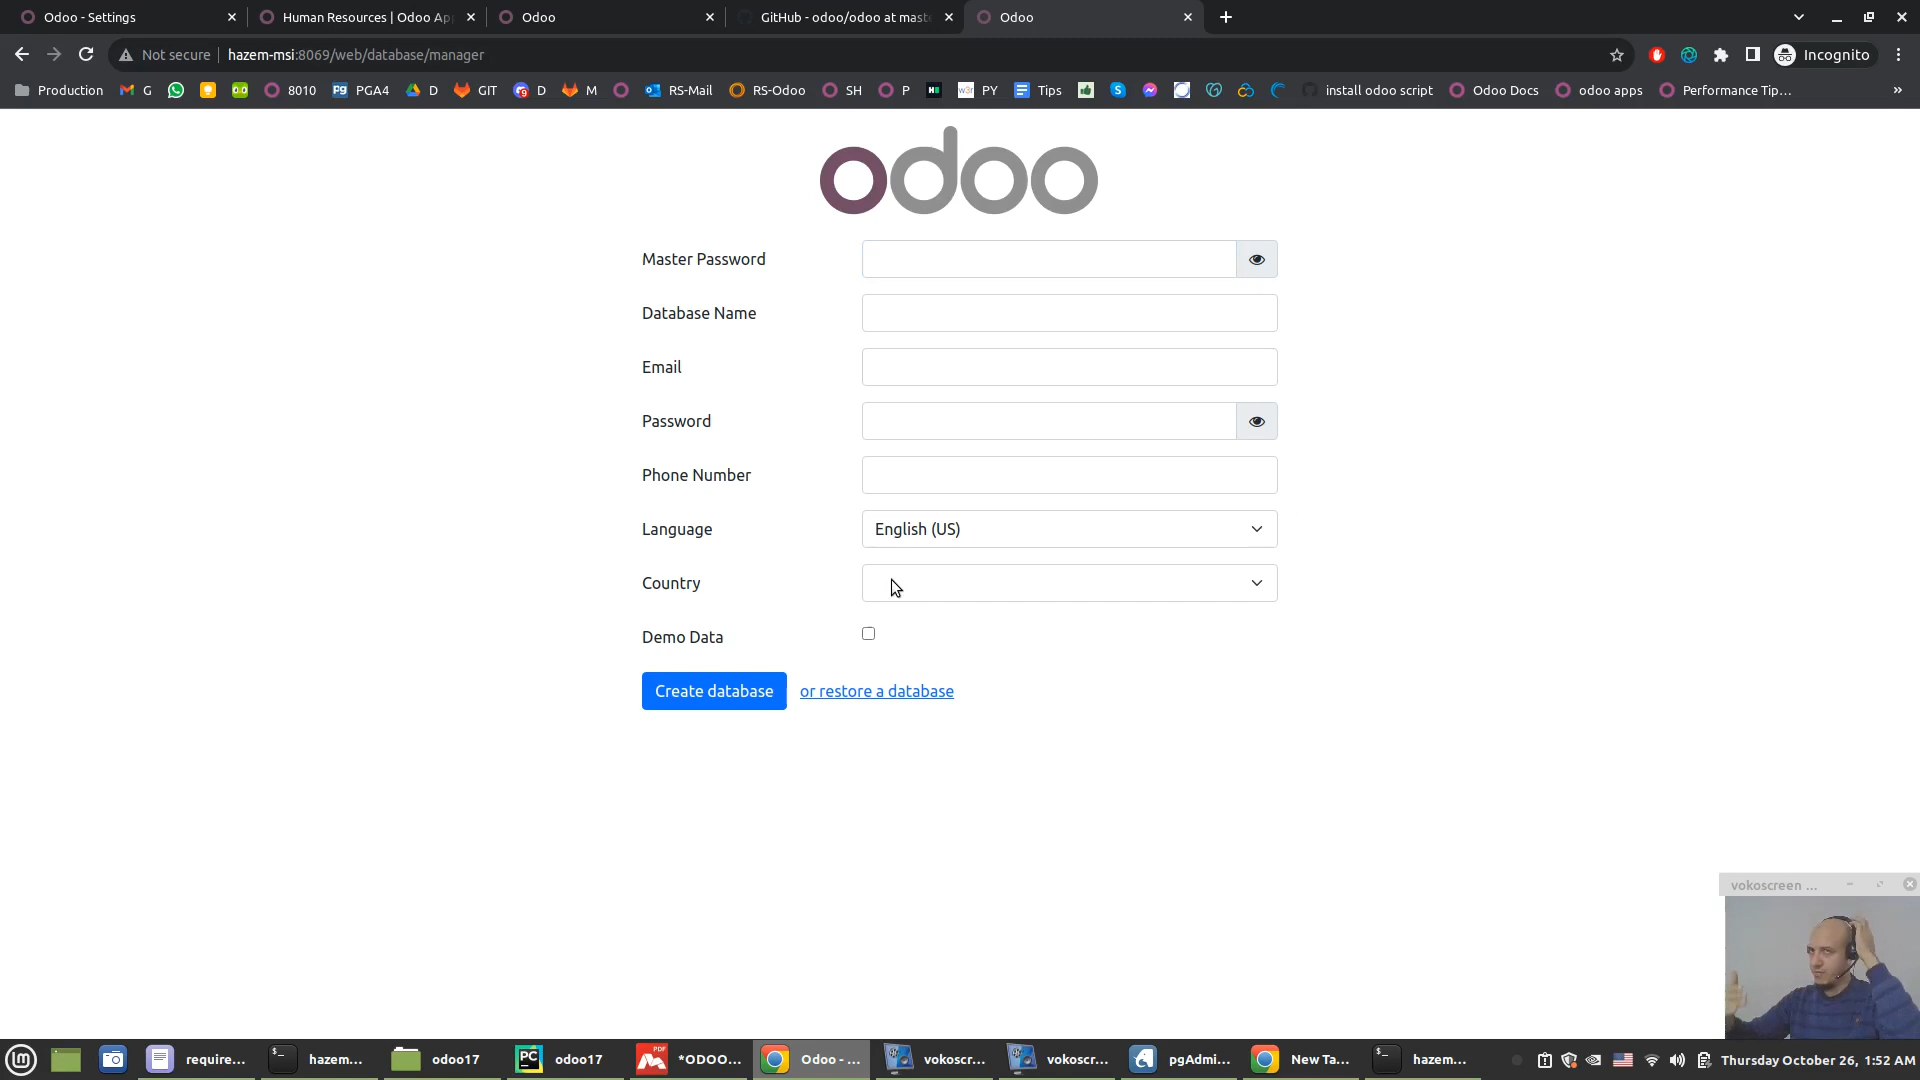 Odoo - Settings
Human Resources | Odoo Ap
Odoo
GitHub - odoo/odoo at mast
Odoo
Not secure
hazem-msi:8069/web/database/manager
Incognito
Production
G
8010
PGA4
D
GIT
D
M
RS-Mail
RS-Odoo
SH
P
PY
Tips
install odoo script
Odoo Docs
odoo apps
Performance Tip...
»
odoo
Master Password
Database Name
Email
Password
Phone Number
Language
English (US)
Country
Demo Data
Create database
or restore a database
vokoscreen ...
require...
hazem...
odoo17
PC
odoo17
PDF
*ODOO...
Odoo - ...
vokoscr...
vokoscr...
pgAdmi...
New Ta...
hazem...
Thursday October 26, 1:52 AM